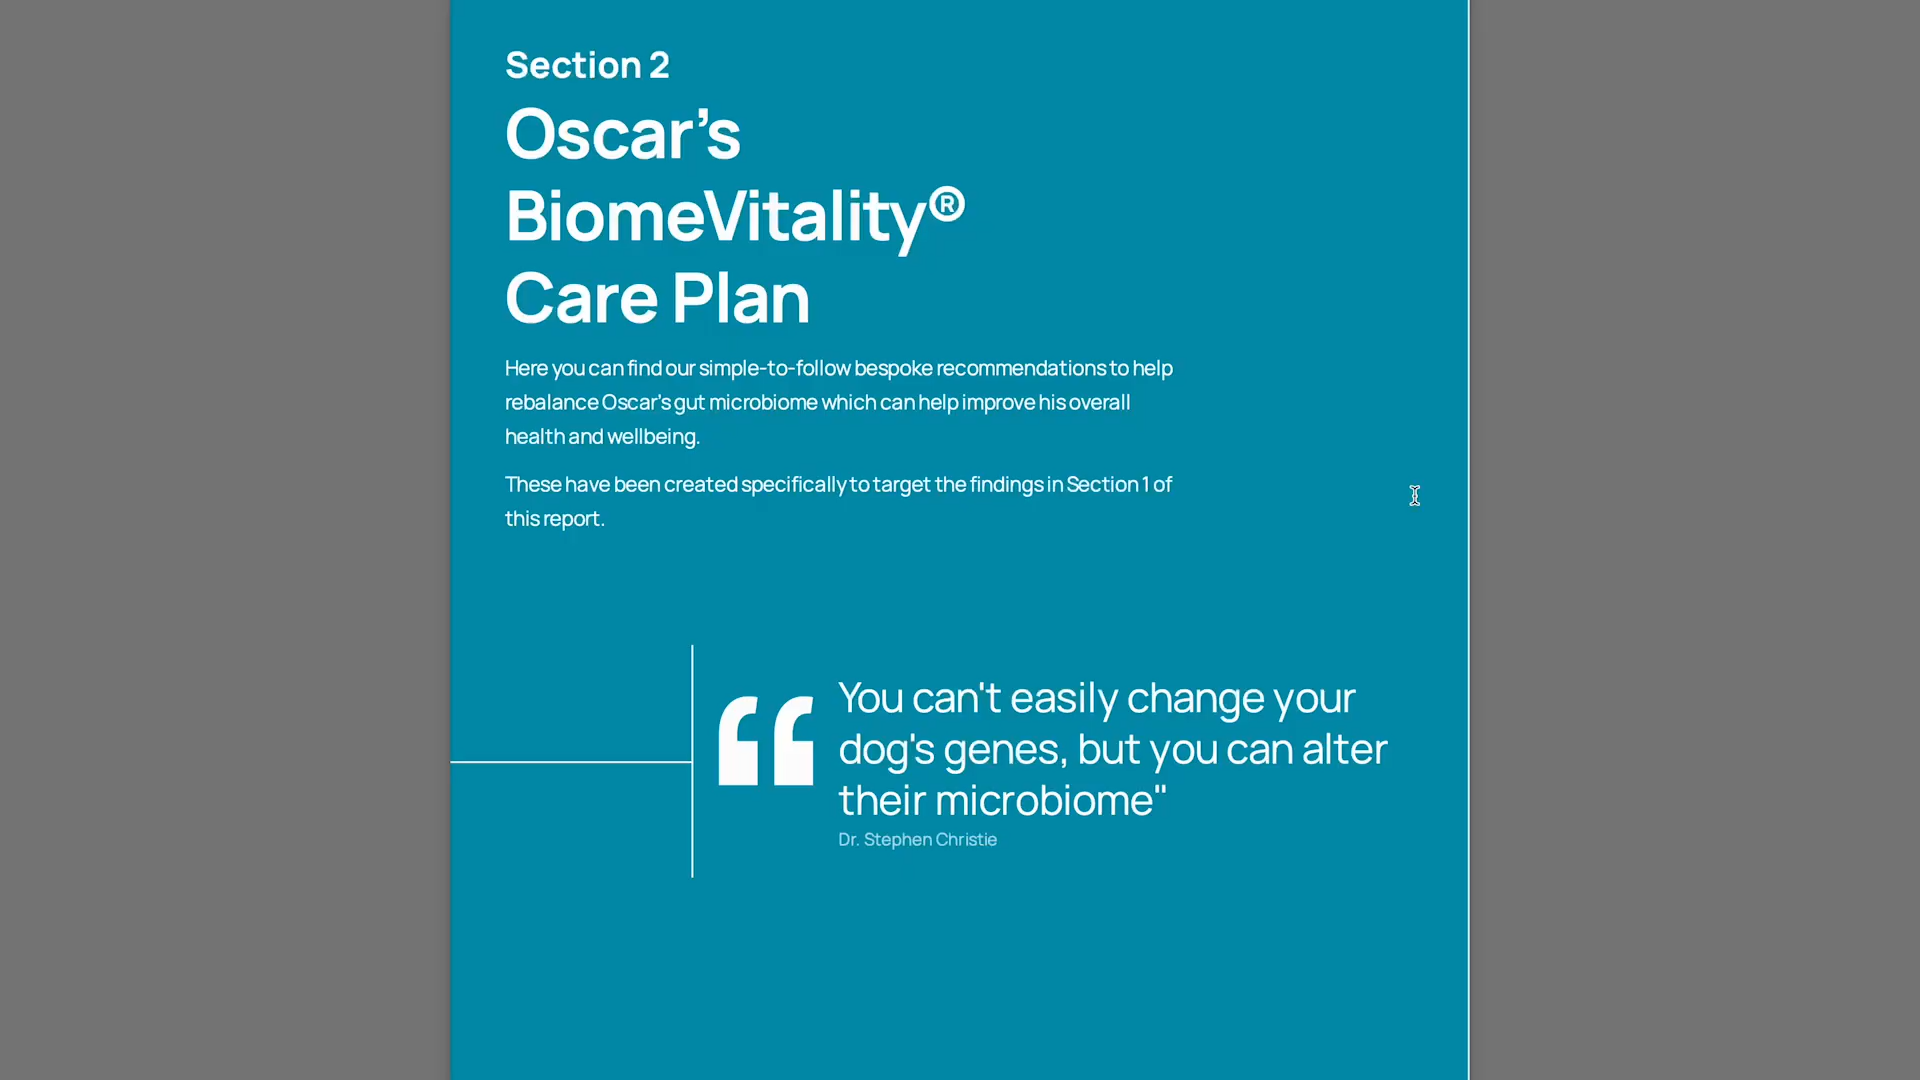 Section 2
Oscar’s
BiomeVitality®
Care Plan
Here you can find our simple-to-follow bespoke recommendations to help
rebalance Oscar's gut microbiome which can help improve his overall
health and wellbeing.
These have been created specifically to target the findings in Section 1 of
this report.
“
You can't easily change your
dog's genes, but you can alter
their microbiome"
Dr. Stephen Christie